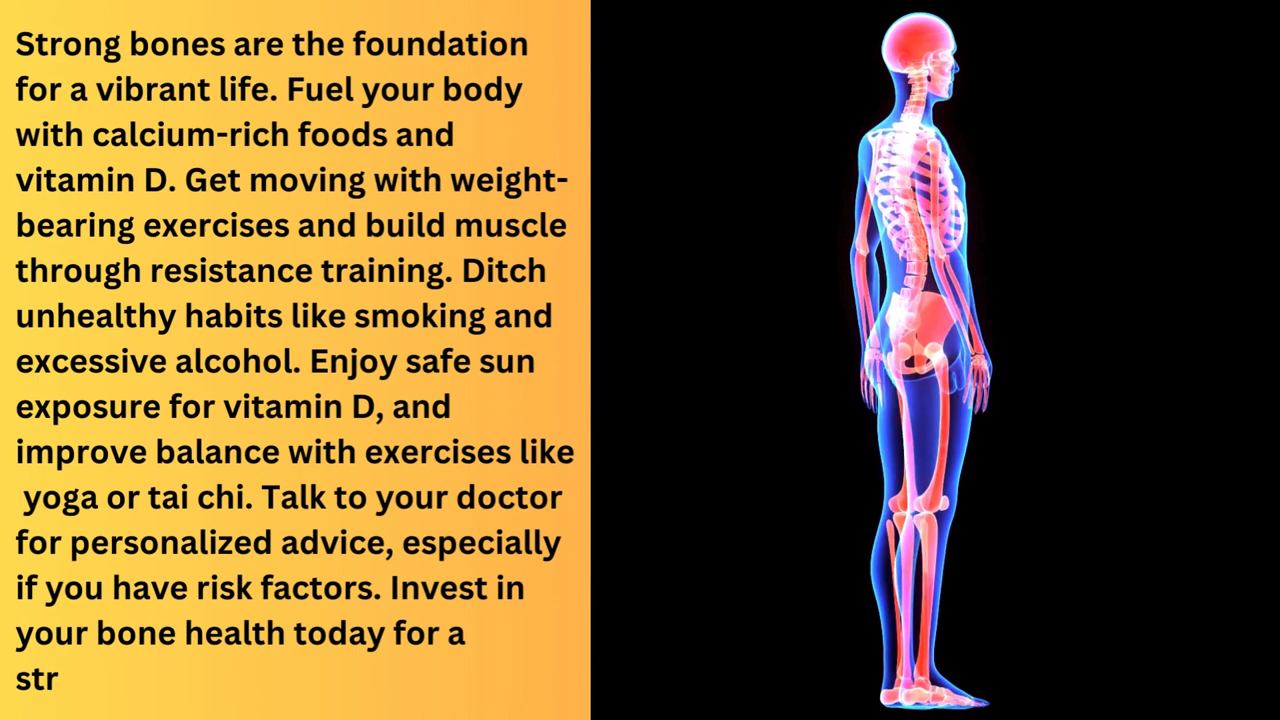 Strong bones are the foundation
for a vibrant life. Fuel your body
with calcium-rich foods and
vitamin D. Get moving with weight-
bearing exercises and build muscle
through resistance training. Ditch
unhealthy habits like smoking and
excessive alcohol. Enjoy safe sun
exposure for vitamin D, and
improve balance with exercises like
yoga or tai chi. Talk to your doctor
for personalized advice, especially
if you have risk factors. Invest in
your bone health today for a
str